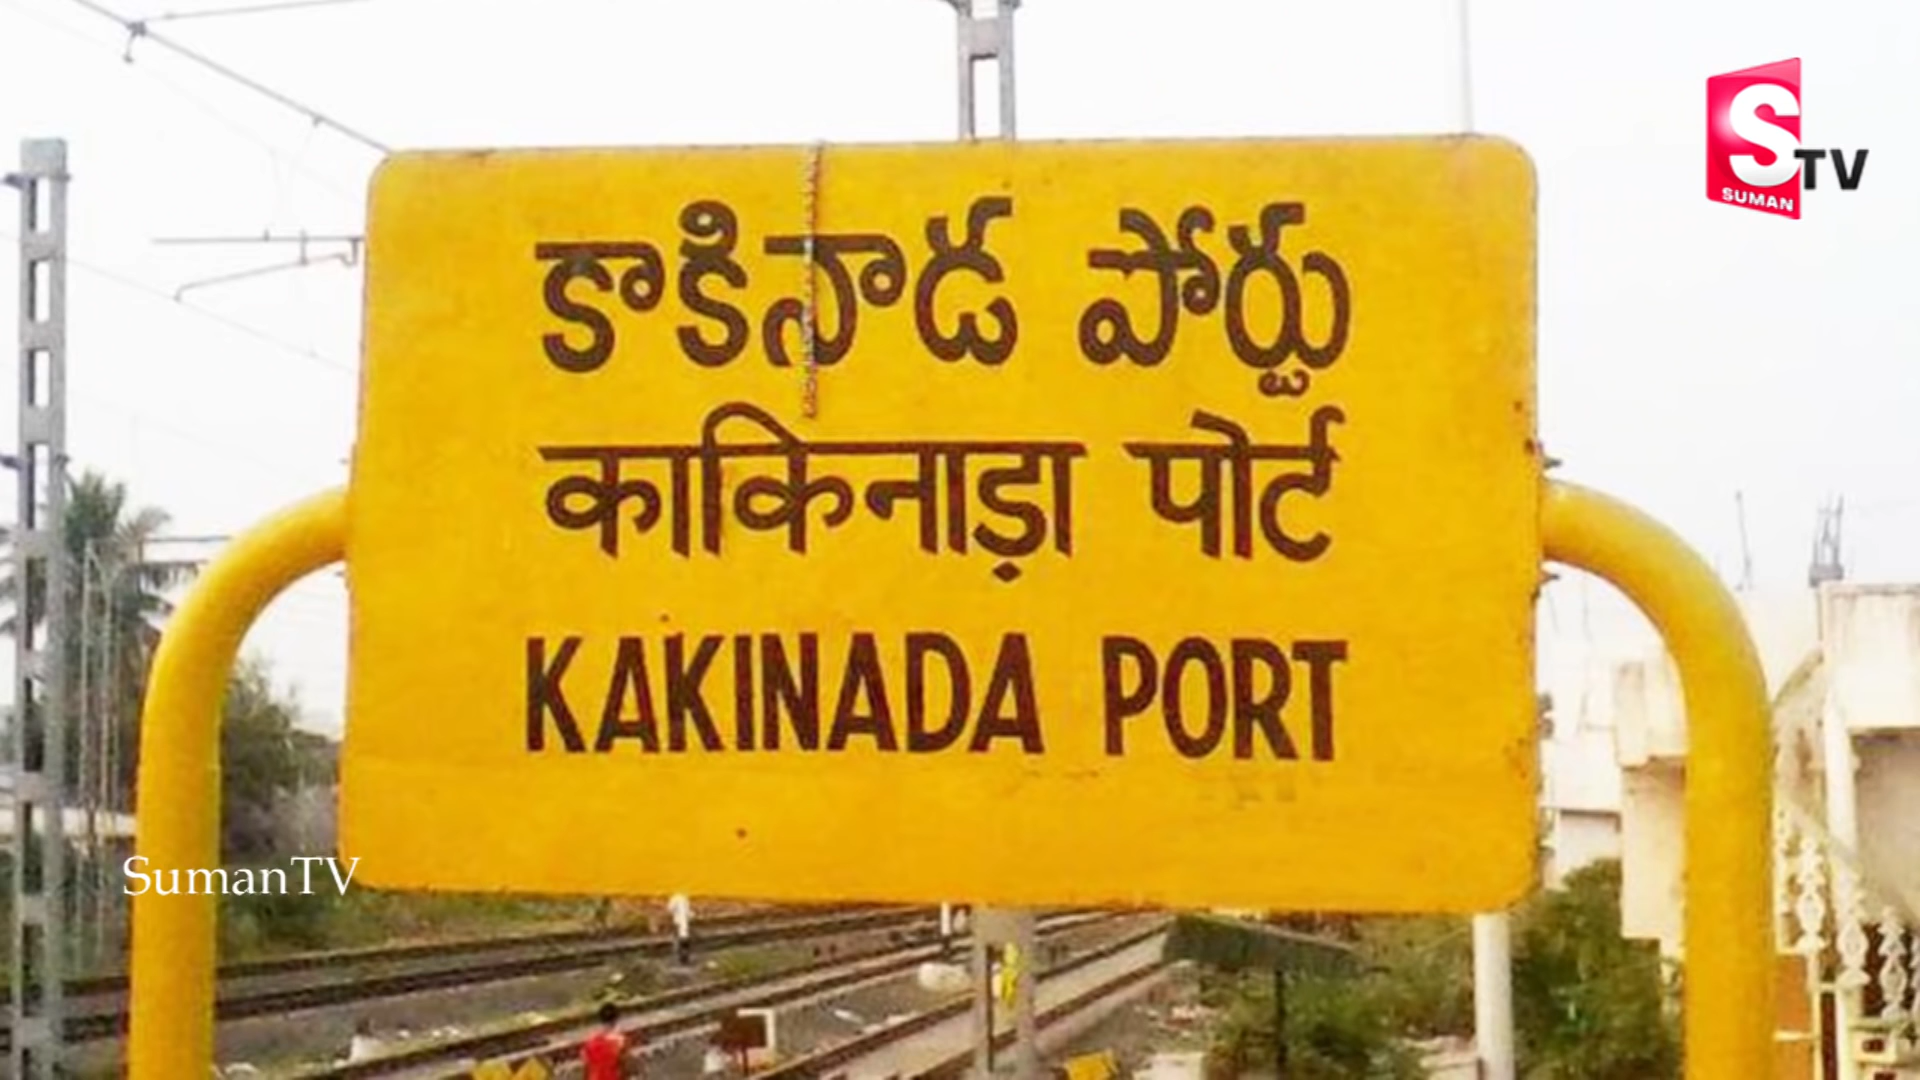 S
TV
SUMAN
కాకినాడ పోర్టు
काकिनाड़ा पोर्ट
KAKINADA PORT
SumanTV